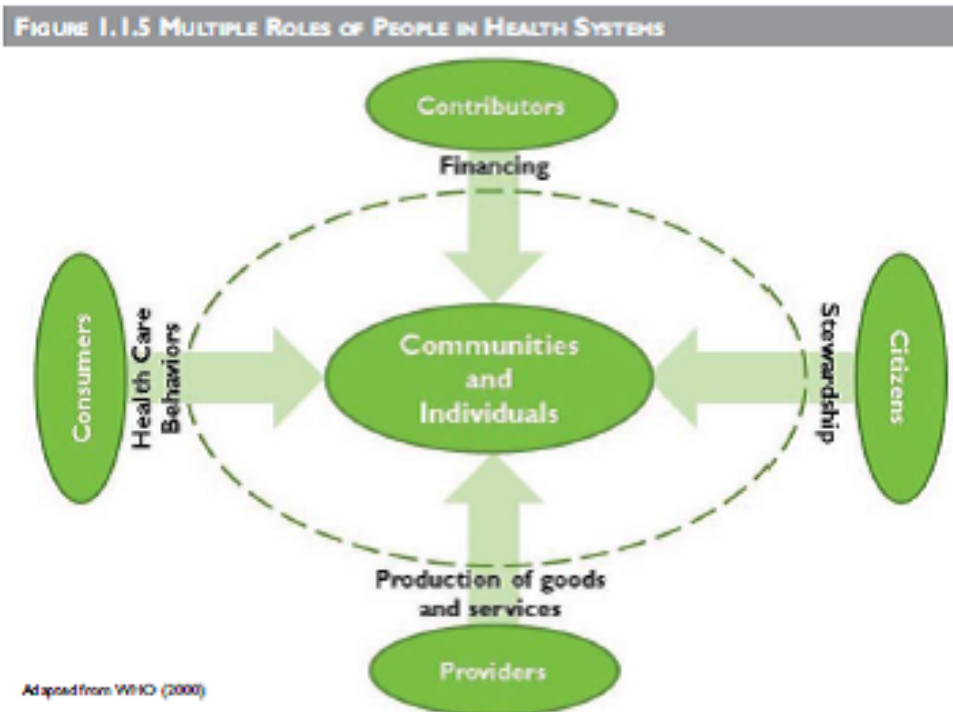 FIGURE 1.1.5 MULTIPLE ROLES OF PEOPLE IN HEALTH SYSTEMS
Contributors
Financing
Consumers
Health Care
Behaviors
Communities
and
Individuals
Stewardship
Citizens
Production of goods
and services
Providers
Adapted from WHO (2000)